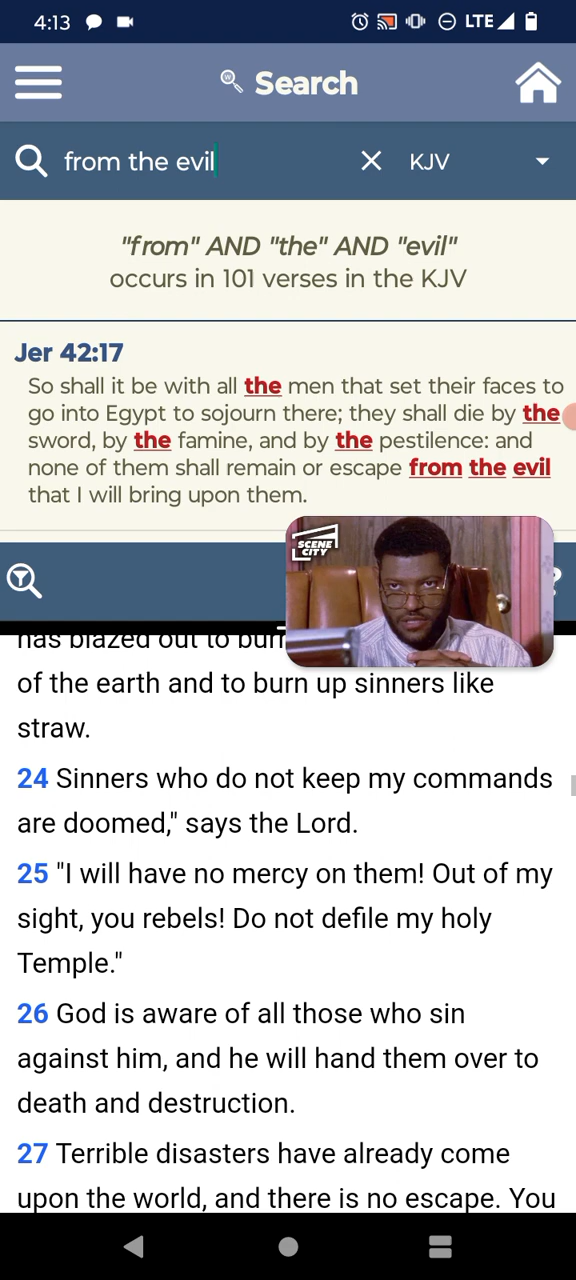 4:13
LTE
Search
from the evil
KJV
"from" AND "the" AND "evil"
occurs in 101 verses in the KJV
Jer 42:17
So shall it be with all the men that set their faces to
go into Egypt to sojourn there; they shall die by the
sword, by the famine, and by the pestilence: and
none of them shall remain or escape from the evil
that I will bring upon them.
SCENE
CITY
has blazed out to burn
of the earth and to burn up sinners like
straw.
24 Sinners who do not keep my commands
are doomed," says the Lord.
25 "I will have no mercy on them! Out of my
sight, you rebels! Do not defile my holy
Temple."
26 God is aware of all those who sin
against him, and he will hand them over to
death and destruction.
27 Terrible disasters have already come
upon the world, and there is no escape. You